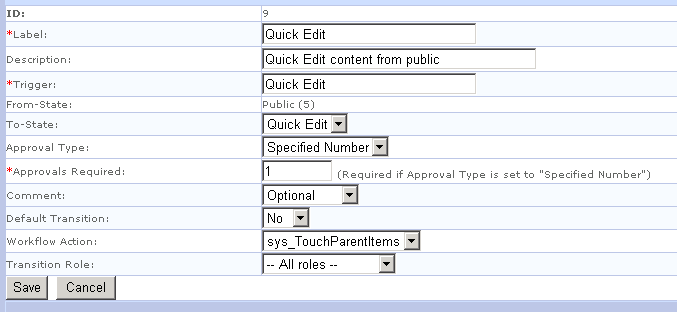 ID: 9
*Label: Quick Edit
Description: Quick Edit content from public
*Trigger: Quick Edit
From-State: Public (5)
To-State: Quick Edit
Approval Type: Specified Number
*Approvals Required: 1 (Required if Approval Type is set to "Specified Number")
Comment: Optional
Default Transition: No
Workflow Action: sys_TouchParentItems
Transition Role: -- All roles --
Save Cancel